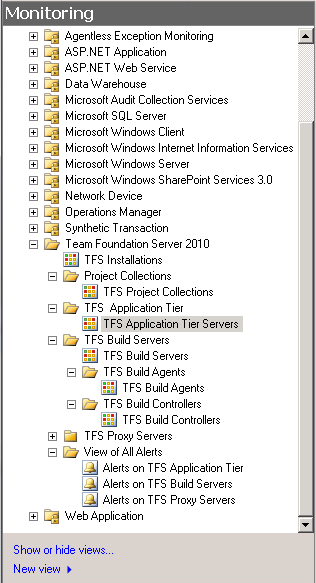 Monitoring
Agentless Exception Monitoring
ASP.NET Application
ASP.NET Web Service
Data Warehouse
Microsoft Audit Collection Services
Microsoft SQL Server
Microsoft Windows Client
Microsoft Windows Internet Information Services
Microsoft Windows Server
Microsoft Windows SharePoint Services 3.0
Network Device
Operations Manager
Synthetic Transaction
Team Foundation Server 2010
TFS Installations
Project Collections
TFS Project Collections
TFS Application Tier
TFS Application Tier Servers
TFS Build Servers
TFS Build Servers
TFS Build Agents
TFS Build Agents
TFS Build Controllers
TFS Build Controllers
TFS Proxy Servers
View of All Alerts
Alerts on TFS Application Tier
Alerts on TFS Build Servers
Alerts on TFS Proxy Servers
Web Application
Show or hide views...
New view